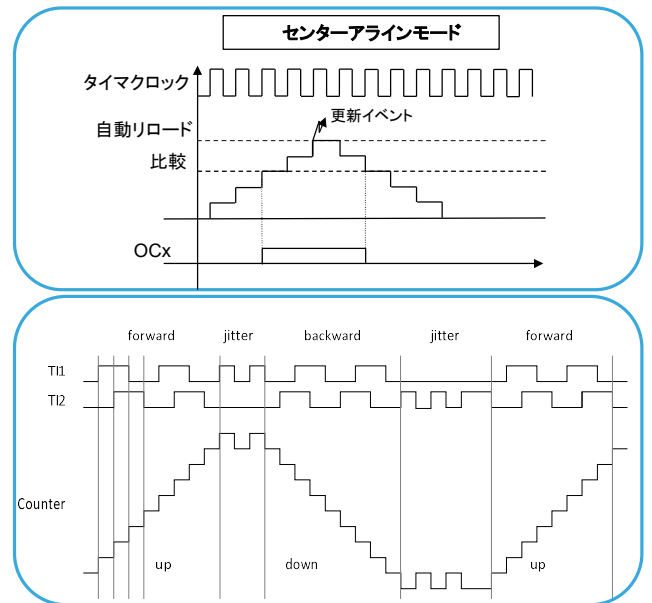 センターアラインモード
タイマクロック
更新イベント
自動リロード
比較
OCx
forward jitter backward jitter forward
TI1
TI2
Counter
up down up